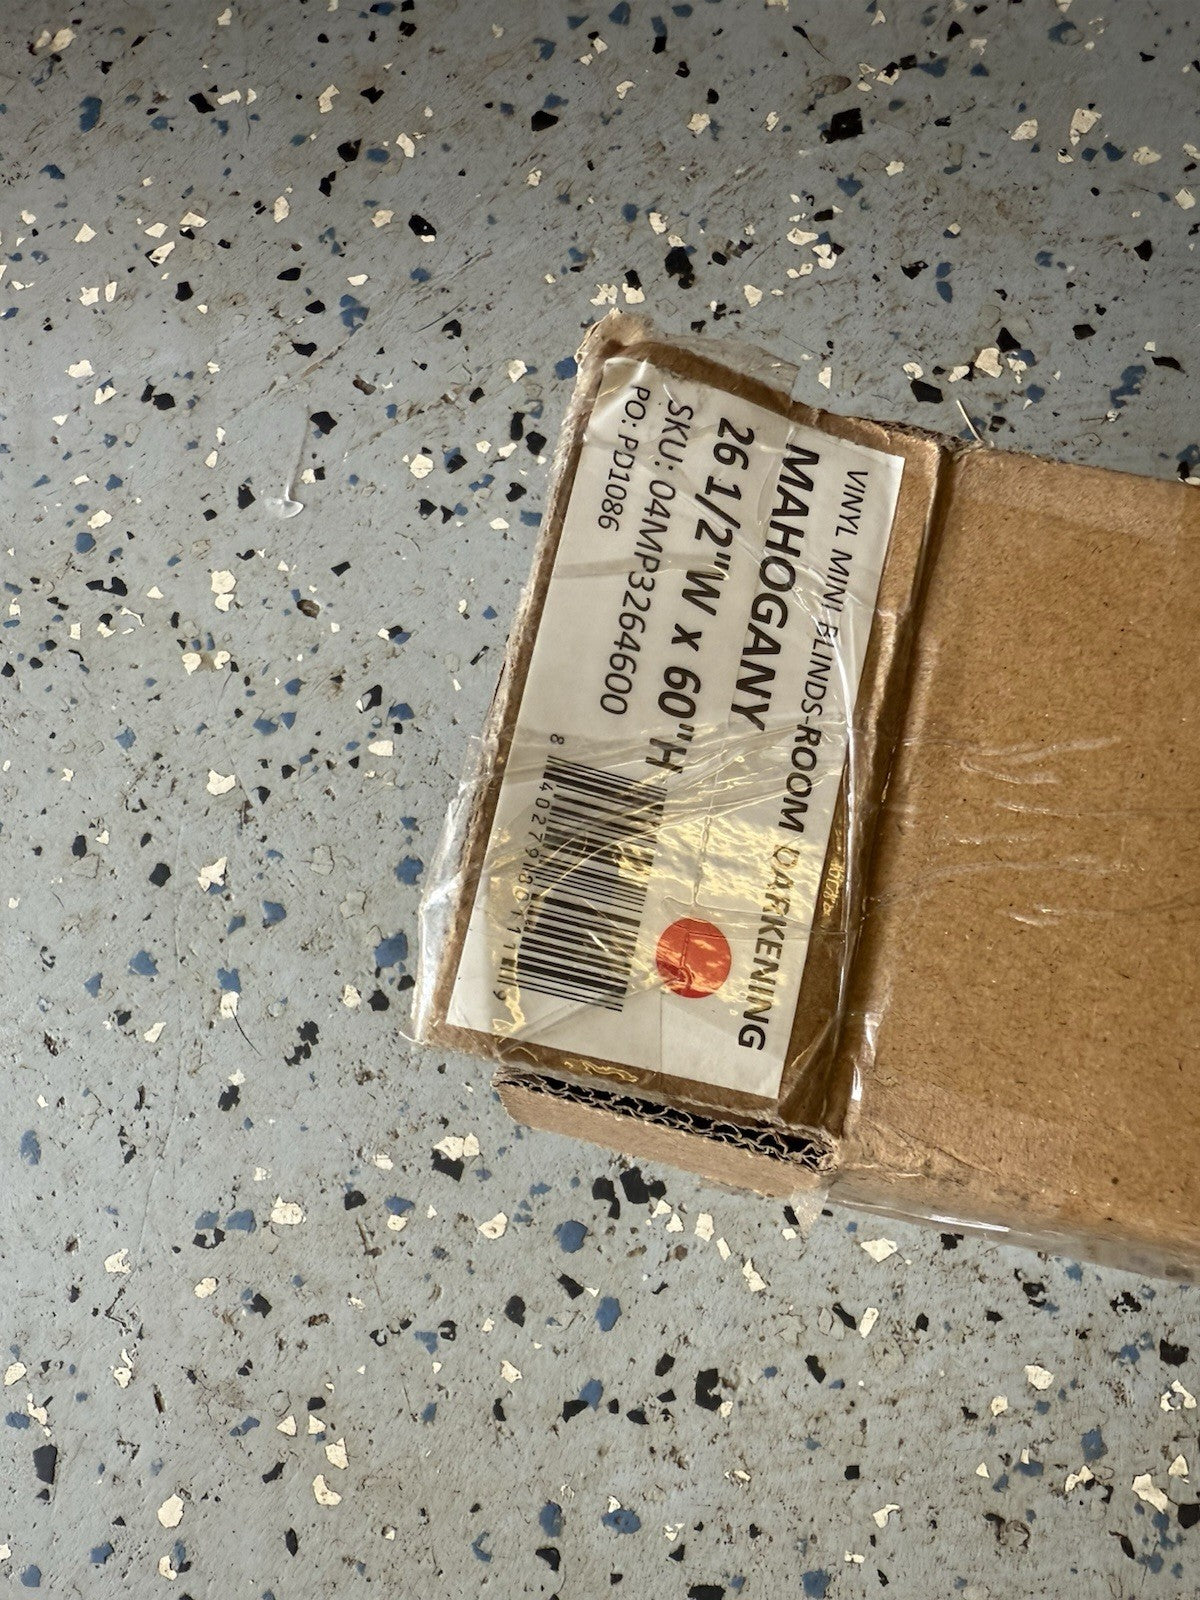 VINYL MINI BLINDS-ROOM DARKENING
MAHOGANY
26 1/2"W x 60"H
SKU: 04MP3264600
PO: PD1086